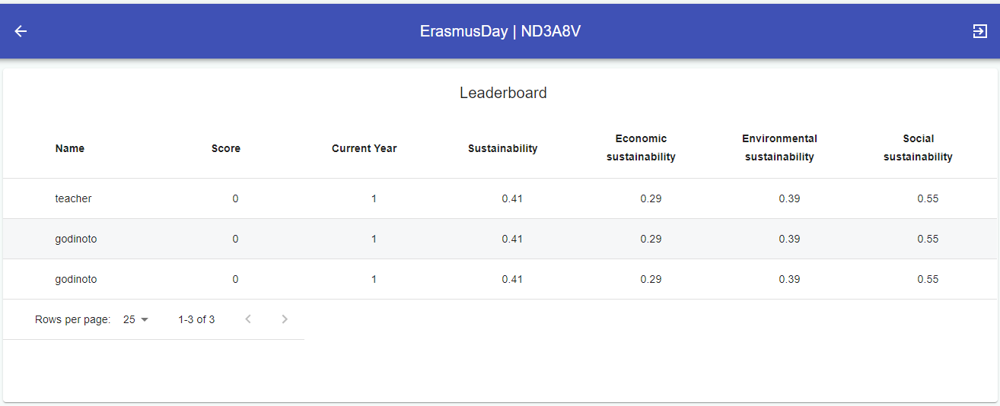 ErasmusDay | ND3A8V
Leaderboard
Name Score Current Year Sustainability Economic sustainability Environmental sustainability Social sustainability
teacher 0 1 0.41 0.29 0.39 0.55
godinoto 0 1 0.41 0.29 0.39 0.55
godinoto 0 1 0.41 0.29 0.39 0.55
Rows per page: 25 1-3 of 3